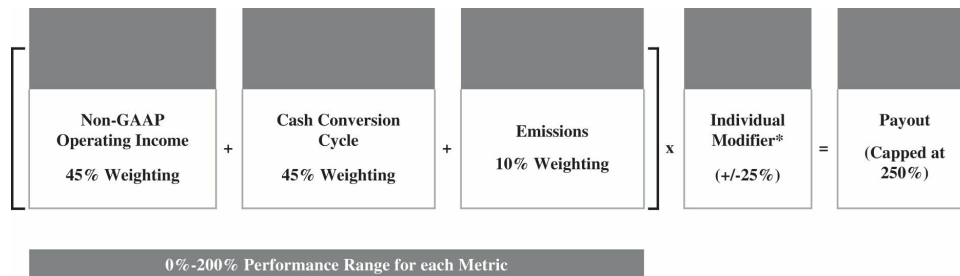 Non-GAAP
Operating Income
45% Weighting
+
Cash Conversion
Cycle
45% Weighting
+
Emissions
10% Weighting
x
Individual
Modifier*
(+/-25%)
=
Payout
(Capped at
250%)
0%-200% Performance Range for each Metric